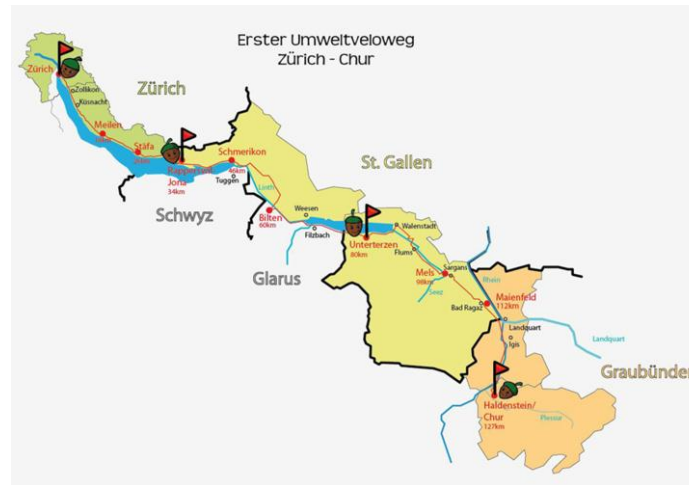 Erster Umweltveloweg
Zürich - Chur
Zürich
Zollikon
Küsnacht
Zürich
Meilen
Stäfa
Schmerikon
46km
Rapperswil
Jona
34km
Tuggen
Linth
St. Gallen
Schwyz
Bilten
60km
Weesen
Filzbach
Walenstadt
Unterterzen
80km
Flums
Glarus
Sargans
Mels
98km
Seez
Rhein
Bad Ragaz
Maienfeld
112km
Landquart
Landquart
Igis
Graubünden
Haldenstein/
Chur
127km
Plessur